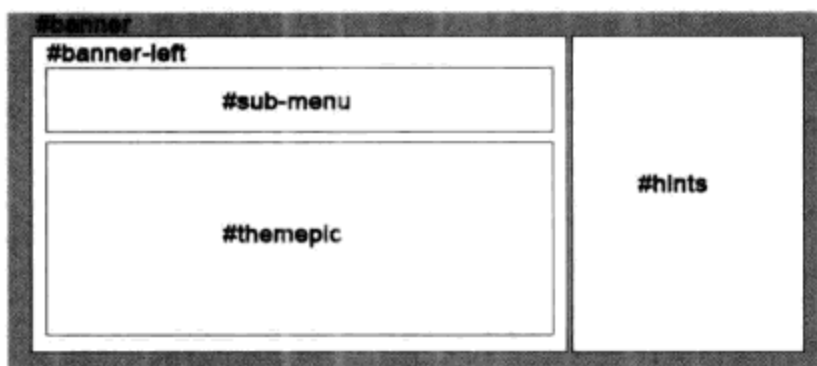 #banner
#banner-left
#sub-menu
#themepic
#hints